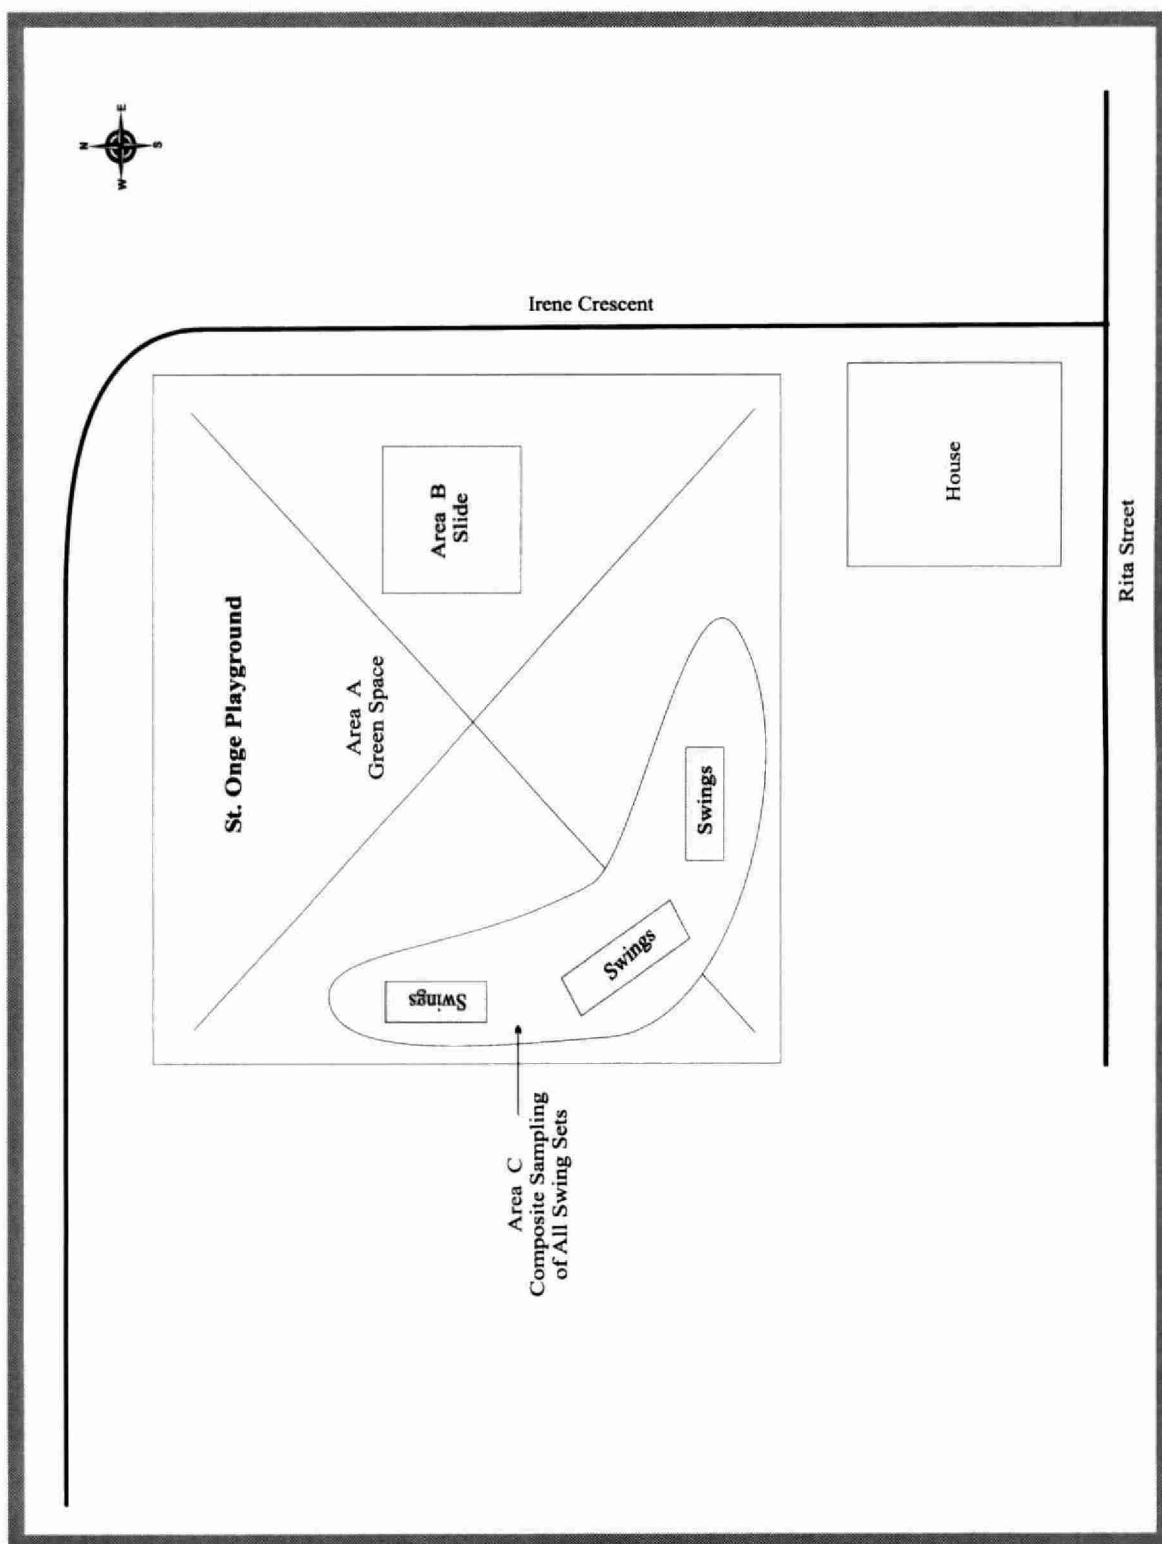 N
E
S
W
Irene Crescent
St. Onge Playground
Area A
Green Space
Area B
Slide
House
Swings
Swings
Swings
Area C
Composite Sampling
of All Swing Sets
Rita Street